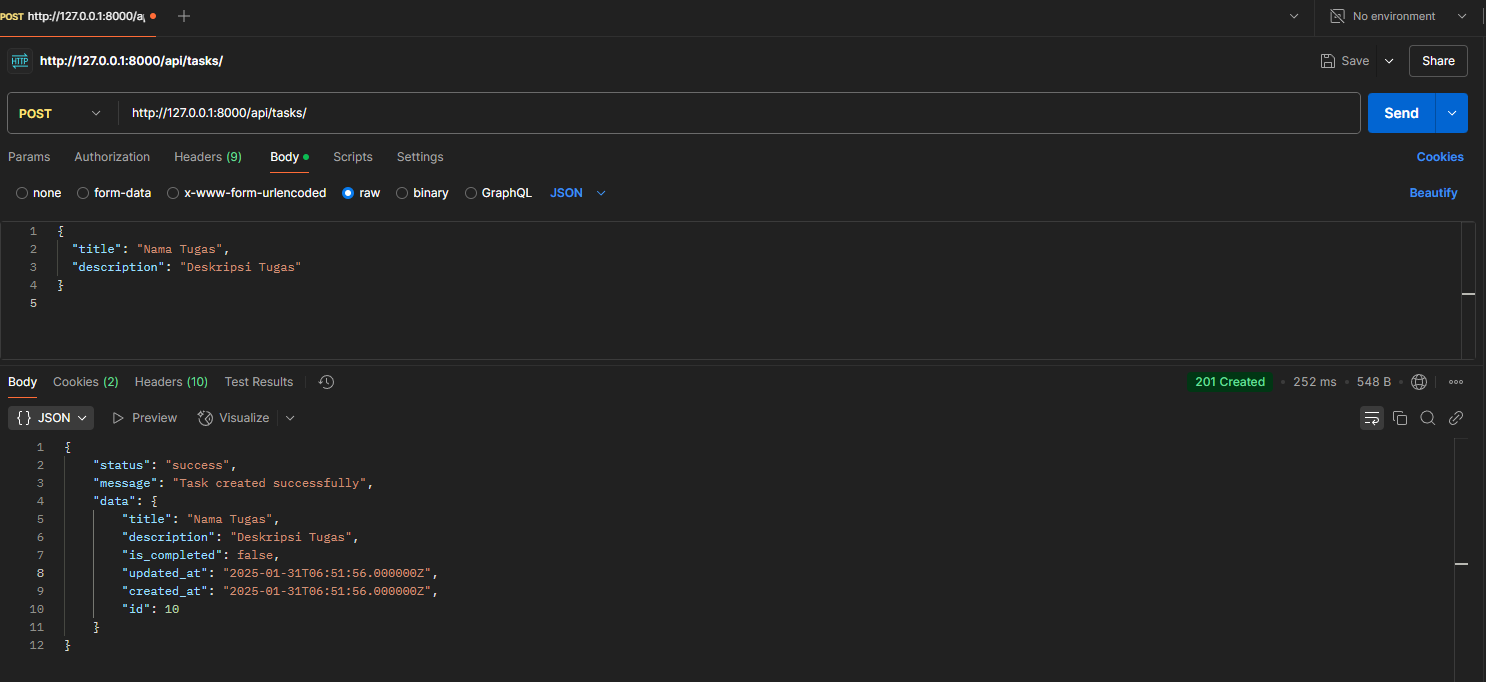 POST http://127.0.0.1:8000/ap No environment
HTTP http://127.0.0.1:8000/api/tasks/ Save Share
POST http://127.0.0.1:8000/api/tasks/ Send
Params Authorization Headers (9) Body Scripts Settings Cookies
none form-data x-www-form-urlencoded raw binary GraphQL JSON Beautify
1 {
2 "title": "Nama Tugas",
3 "description": "Deskripsi Tugas"
4 }
5
Body Cookies (2) Headers (10) Test Results 201 Created • 252 ms • 548 B •
{} JSON Preview Visualize
1 {
2 "status": "success",
3 "message": "Task created successfully",
4 "data": {
5 "title": "Nama Tugas",
6 "description": "Deskripsi Tugas",
7 "is_completed": false,
8 "updated_at": "2025-01-31T06:51:56.000000Z",
9 "created_at": "2025-01-31T06:51:56.000000Z",
10 "id": 10
11 }
12 }